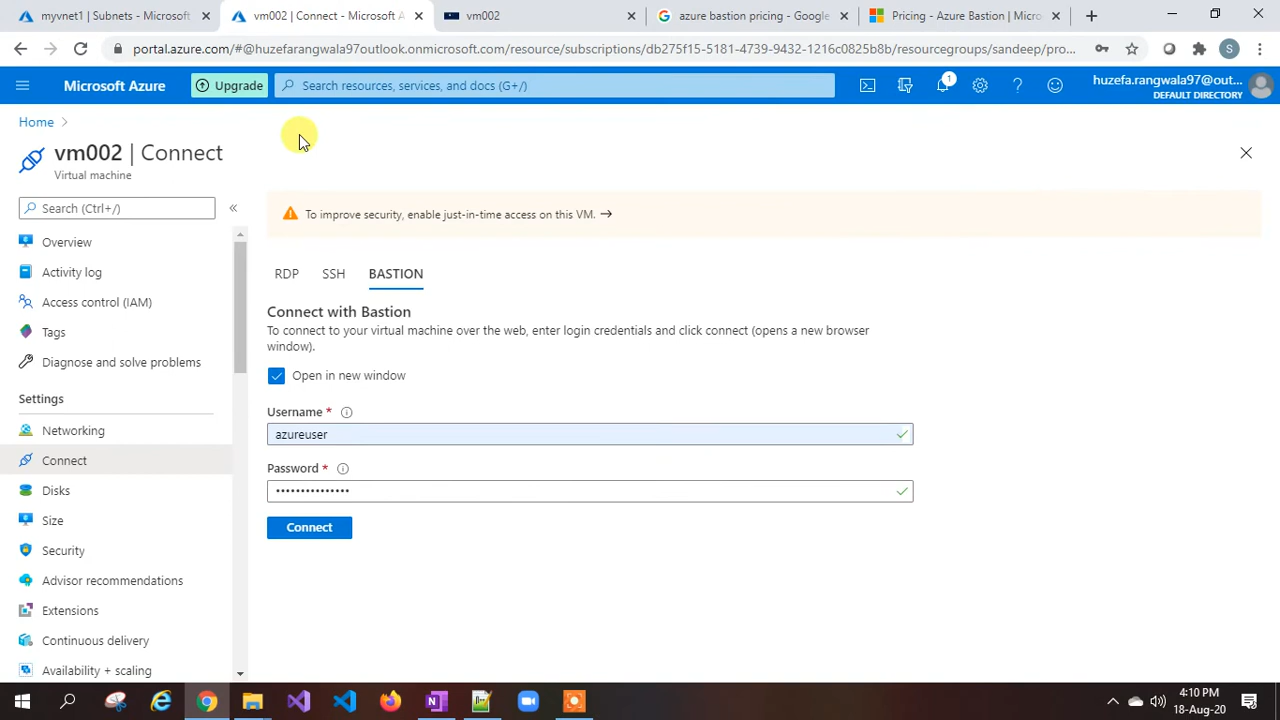 myvnet1 | Subnets - Microsoft
vm002 | Connect - Microsoft A
vm002
azure bastion pricing - Google
Pricing - Azure Bastion | Micro
portal.azure.com/#@huzefarangwala97outlook.onmicrosoft.com/resource/subscriptions/db275f15-5181-4739-9432-1216c0825b8b/resourcegroups/sandeep/pro...
S
Microsoft Azure
Upgrade
Search resources, services, and docs (G+/)
1
huzefa.rangwala97@out...
DEFAULT DIRECTORY
Home
vm002 | Connect
Virtual machine
Search (Ctrl+/)
Overview
Activity log
Access control (IAM)
Tags
Diagnose and solve problems
Settings
Networking
Connect
Disks
Size
Security
Advisor recommendations
Extensions
Continuous delivery
Availability + scaling
To improve security, enable just-in-time access on this VM. →
RDP
SSH
BASTION
Connect with Bastion
To connect to your virtual machine over the web, enter login credentials and click connect (opens a new browser
window).
Open in new window
Username *
azureuser
Password *
•••••••••••••••
Connect
4:10 PM
18-Aug-20